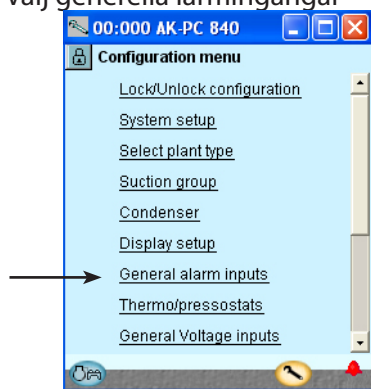 Välj generella larmingångar
00:000 AK-PC 840
Configuration menu
Lock/Unlock configuration
System setup
Select plant type
Suction group
Condenser
Display setup
General alarm inputs
Thermo/pressostats
General Voltage inputs